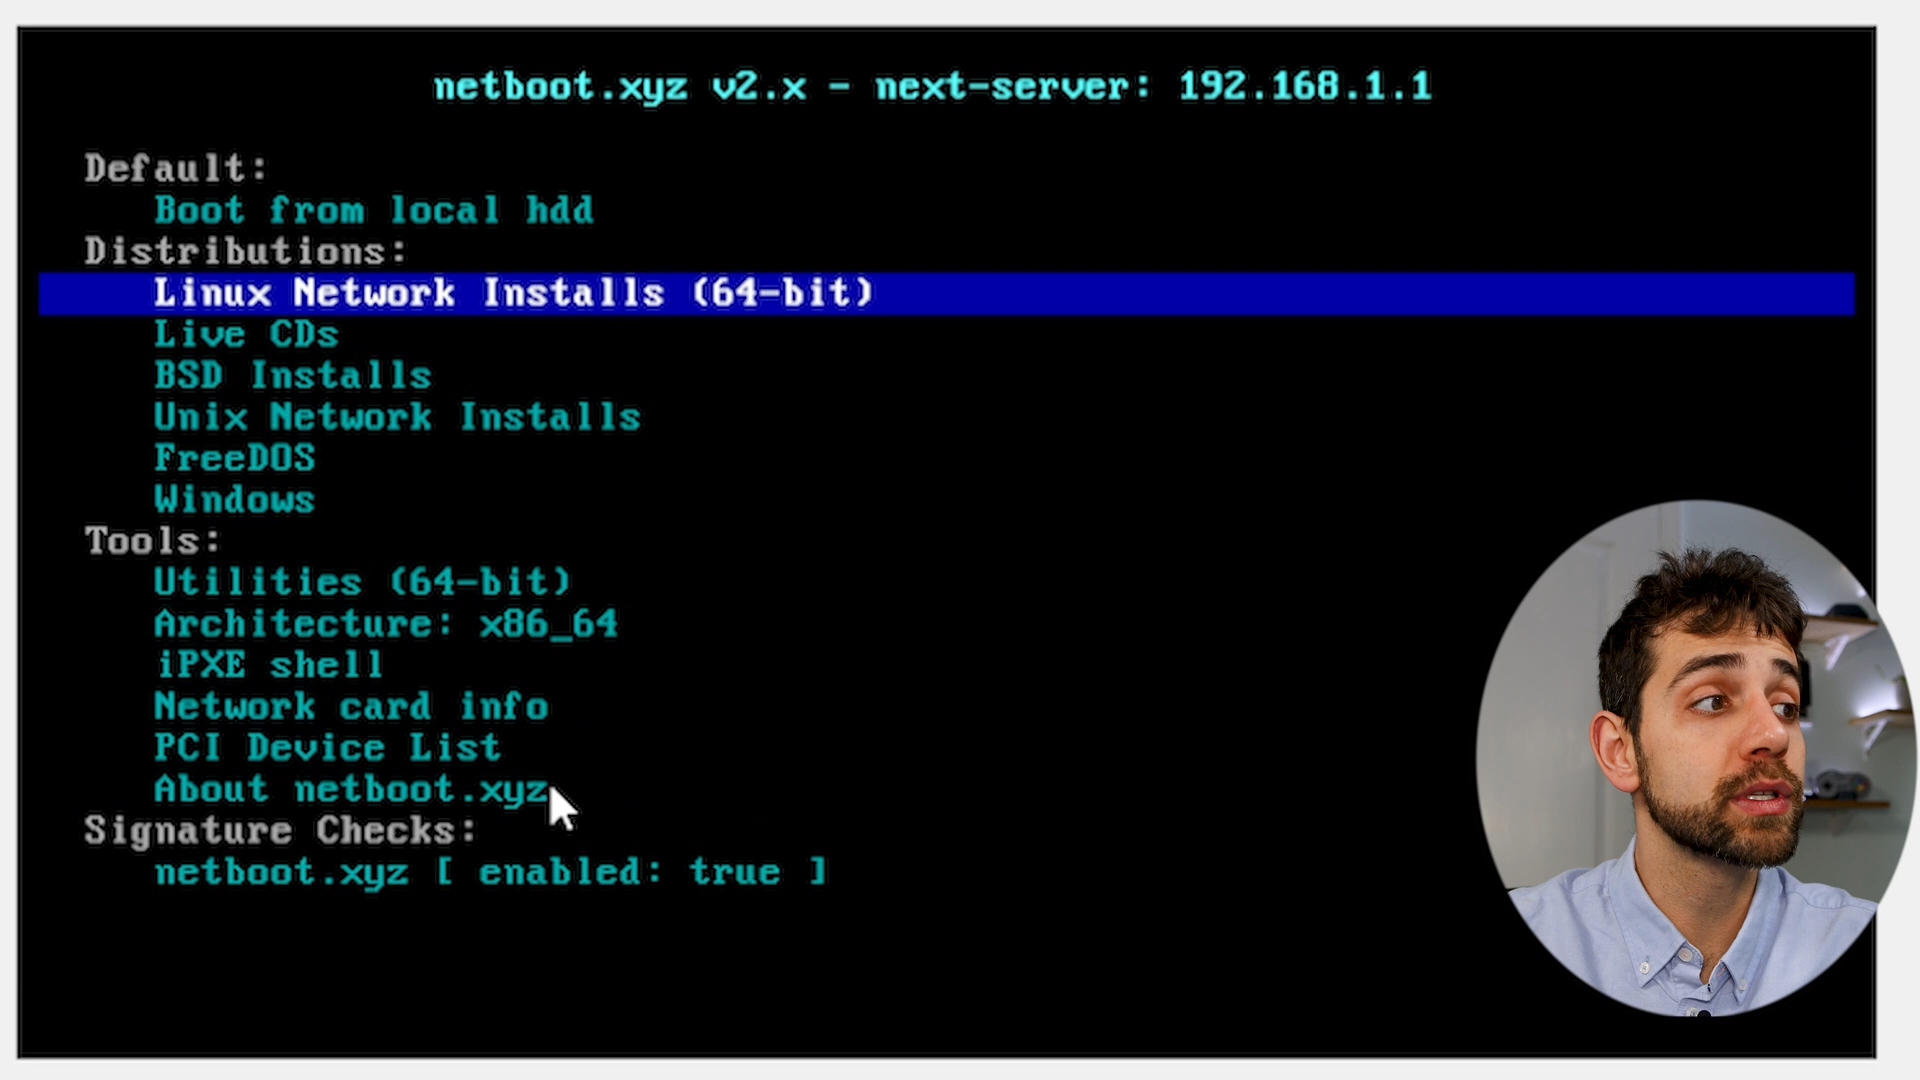 netboot.xyz v2.x - next-server: 192.168.1.1
Default:
Boot from local hdd
Distributions:
Linux Network Installs (64-bit)
Live CDs
BSD Installs
Unix Network Installs
FreeDOS
Windows
Tools:
Utilities (64-bit)
Architecture: x86_64
iPXE shell
Network card info
PCI Device List
About netboot.xyz
Signature Checks:
netboot.xyz [ enabled: true ]